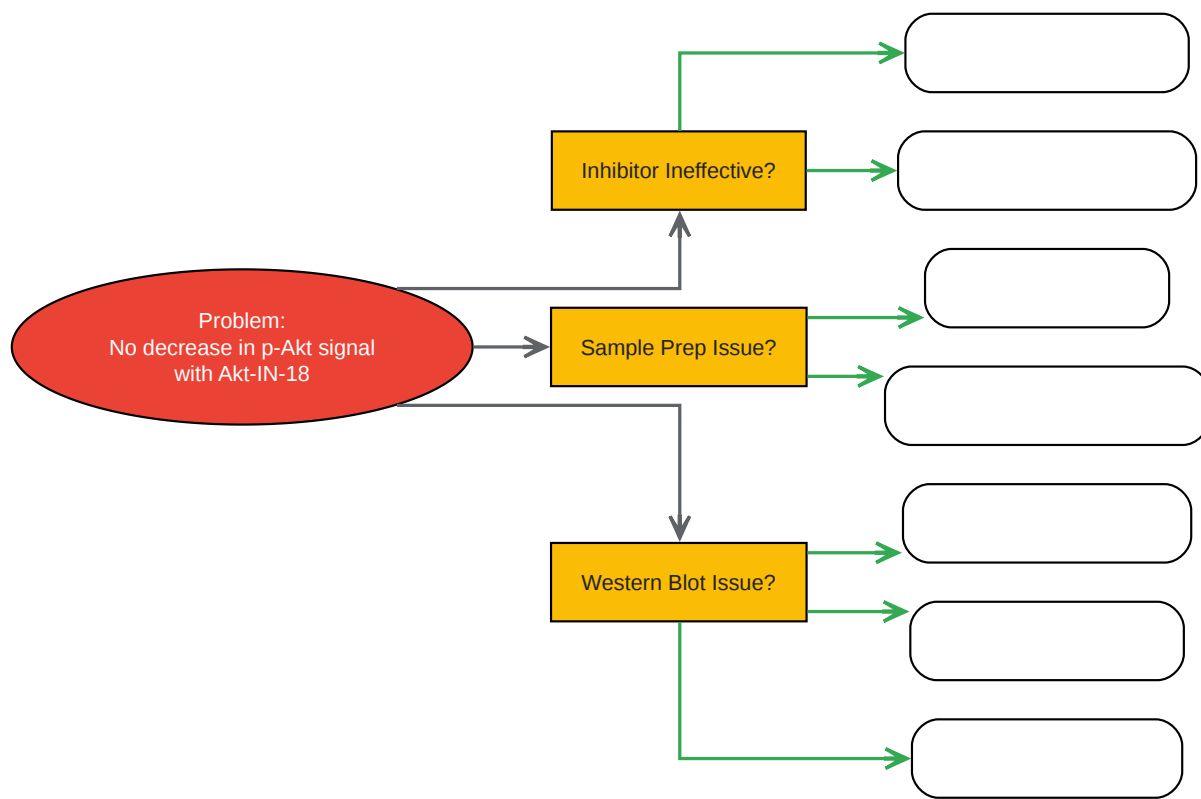 Inhibitor Ineffective?
Problem:
No decrease in p-Akt signal
with Akt-IN-18
Sample Prep Issue?
Western Blot Issue?